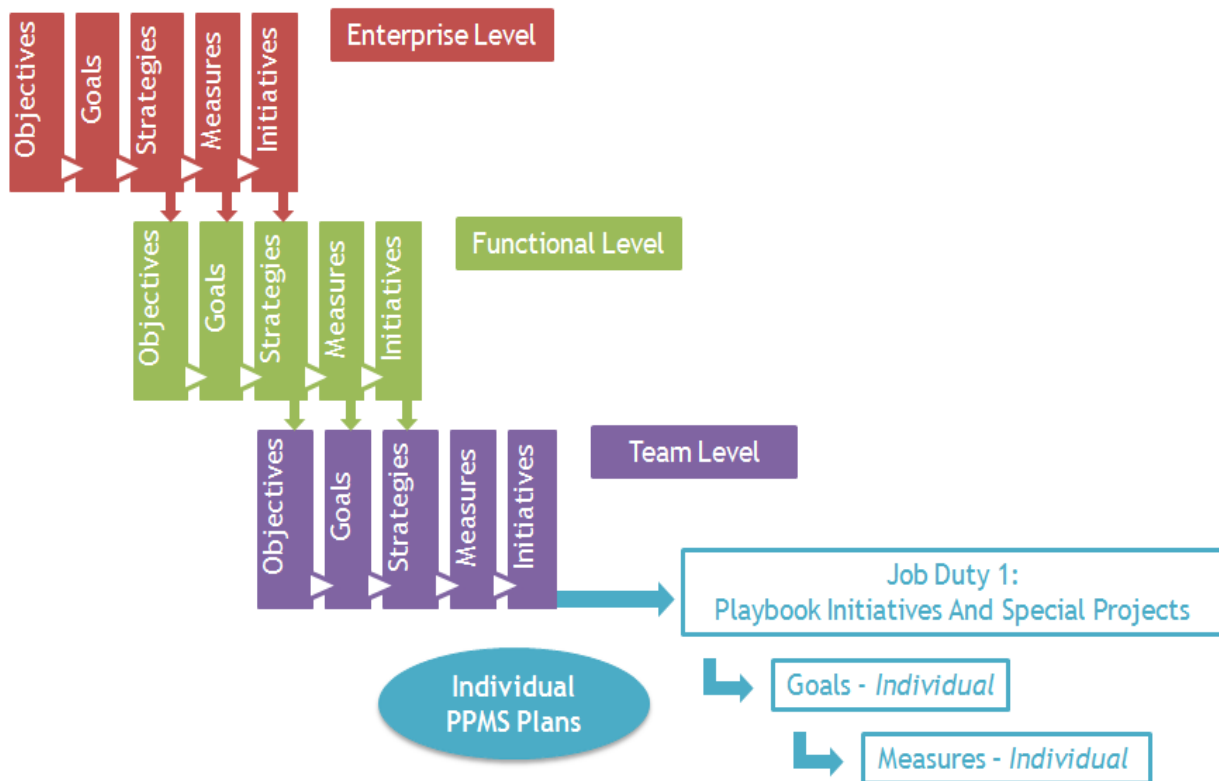 Objectives
Goals
Strategies
Measures
Initiatives
Enterprise Level
Objectives
Goals
Strategies
Measures
Initiatives
Functional Level
Objectives
Goals
Strategies
Measures
Initiatives
Team Level
Job Duty 1:
Playbook Initiatives And Special Projects
Individual
PPMS Plans
Goals - Individual
Measures - Individual